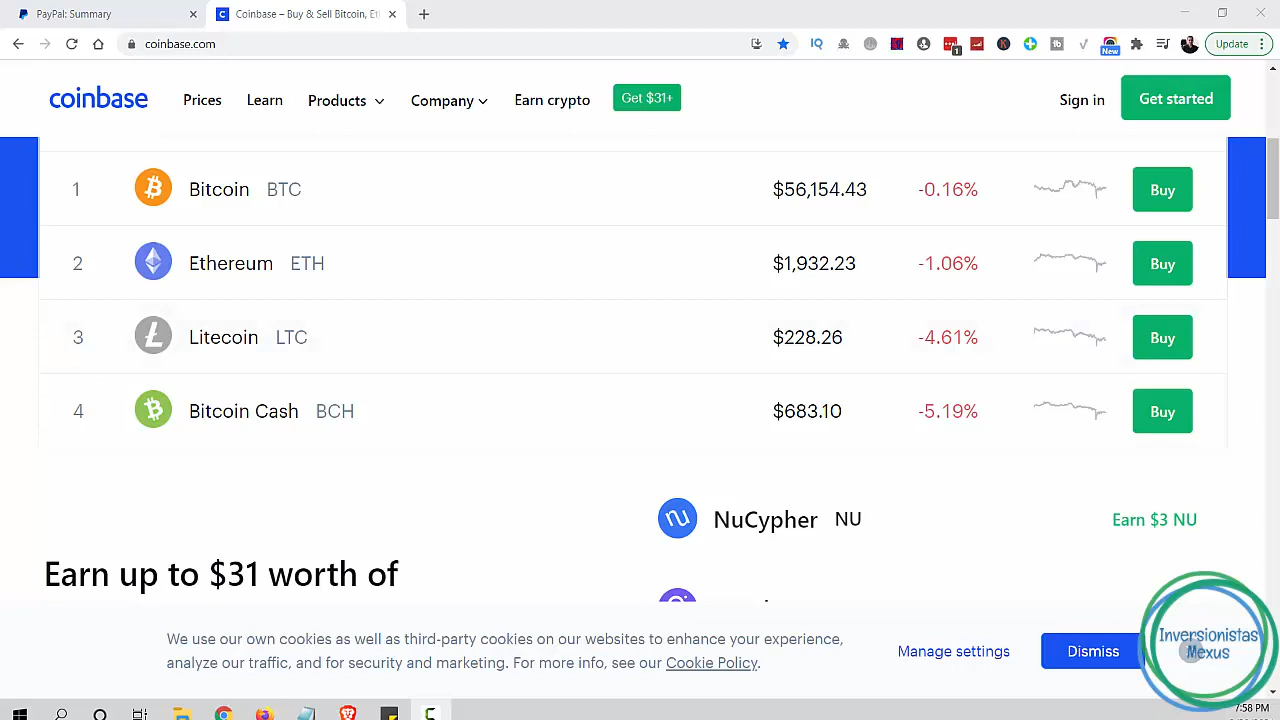 PayPal: Summary
Coinbase – Buy & Sell Bitcoin, Et
coinbase.com
IQ
1
K
tb
New
Update
coinbase
Prices
Learn
Products
Company
Earn crypto
Get $31+
Sign in
Get started
1 Bitcoin BTC $56,154.43 -0.16% Buy
2 Ethereum ETH $1,932.23 -1.06% Buy
3 Litecoin LTC $228.26 -4.61% Buy
4 Bitcoin Cash BCH $683.10 -5.19% Buy
NuCypher NU Earn $3 NU
Earn up to $31 worth of
We use our own cookies as well as third-party cookies on our websites to enhance your experience,
analyze our traffic, and for security and marketing. For more info, see our Cookie Policy.
Manage settings
Dismiss
Inversionistas
Mexus
7:58 PM